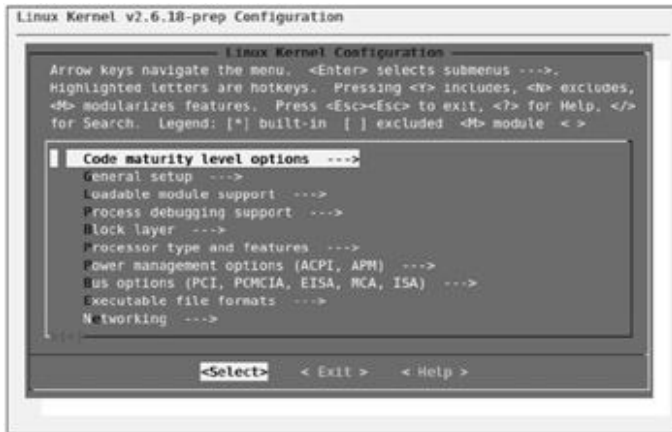 Linux Kernel v2.6.18-prep Configuration
Linux Kernel Configuration
Arrow keys navigate the menu. <Enter> selects submenus --->.
Highlighted letters are hotkeys. Pressing <Y> includes, <N> excludes,
<M> modularizes features. Press <Esc><Esc> to exit, <?> for Help, </>
for Search. Legend: [*] built-in [ ] excluded <M> module < >
Code maturity level options --->
General setup --->
Loadable module support --->
Process debugging support --->
Block layer --->
Processor type and features --->
Power management options (ACPI, APM) --->
Bus options (PCI, PCMCIA, EISA, MCA, ISA) --->
Executable file formats --->
Networking --->
<Select> < Exit > < Help >